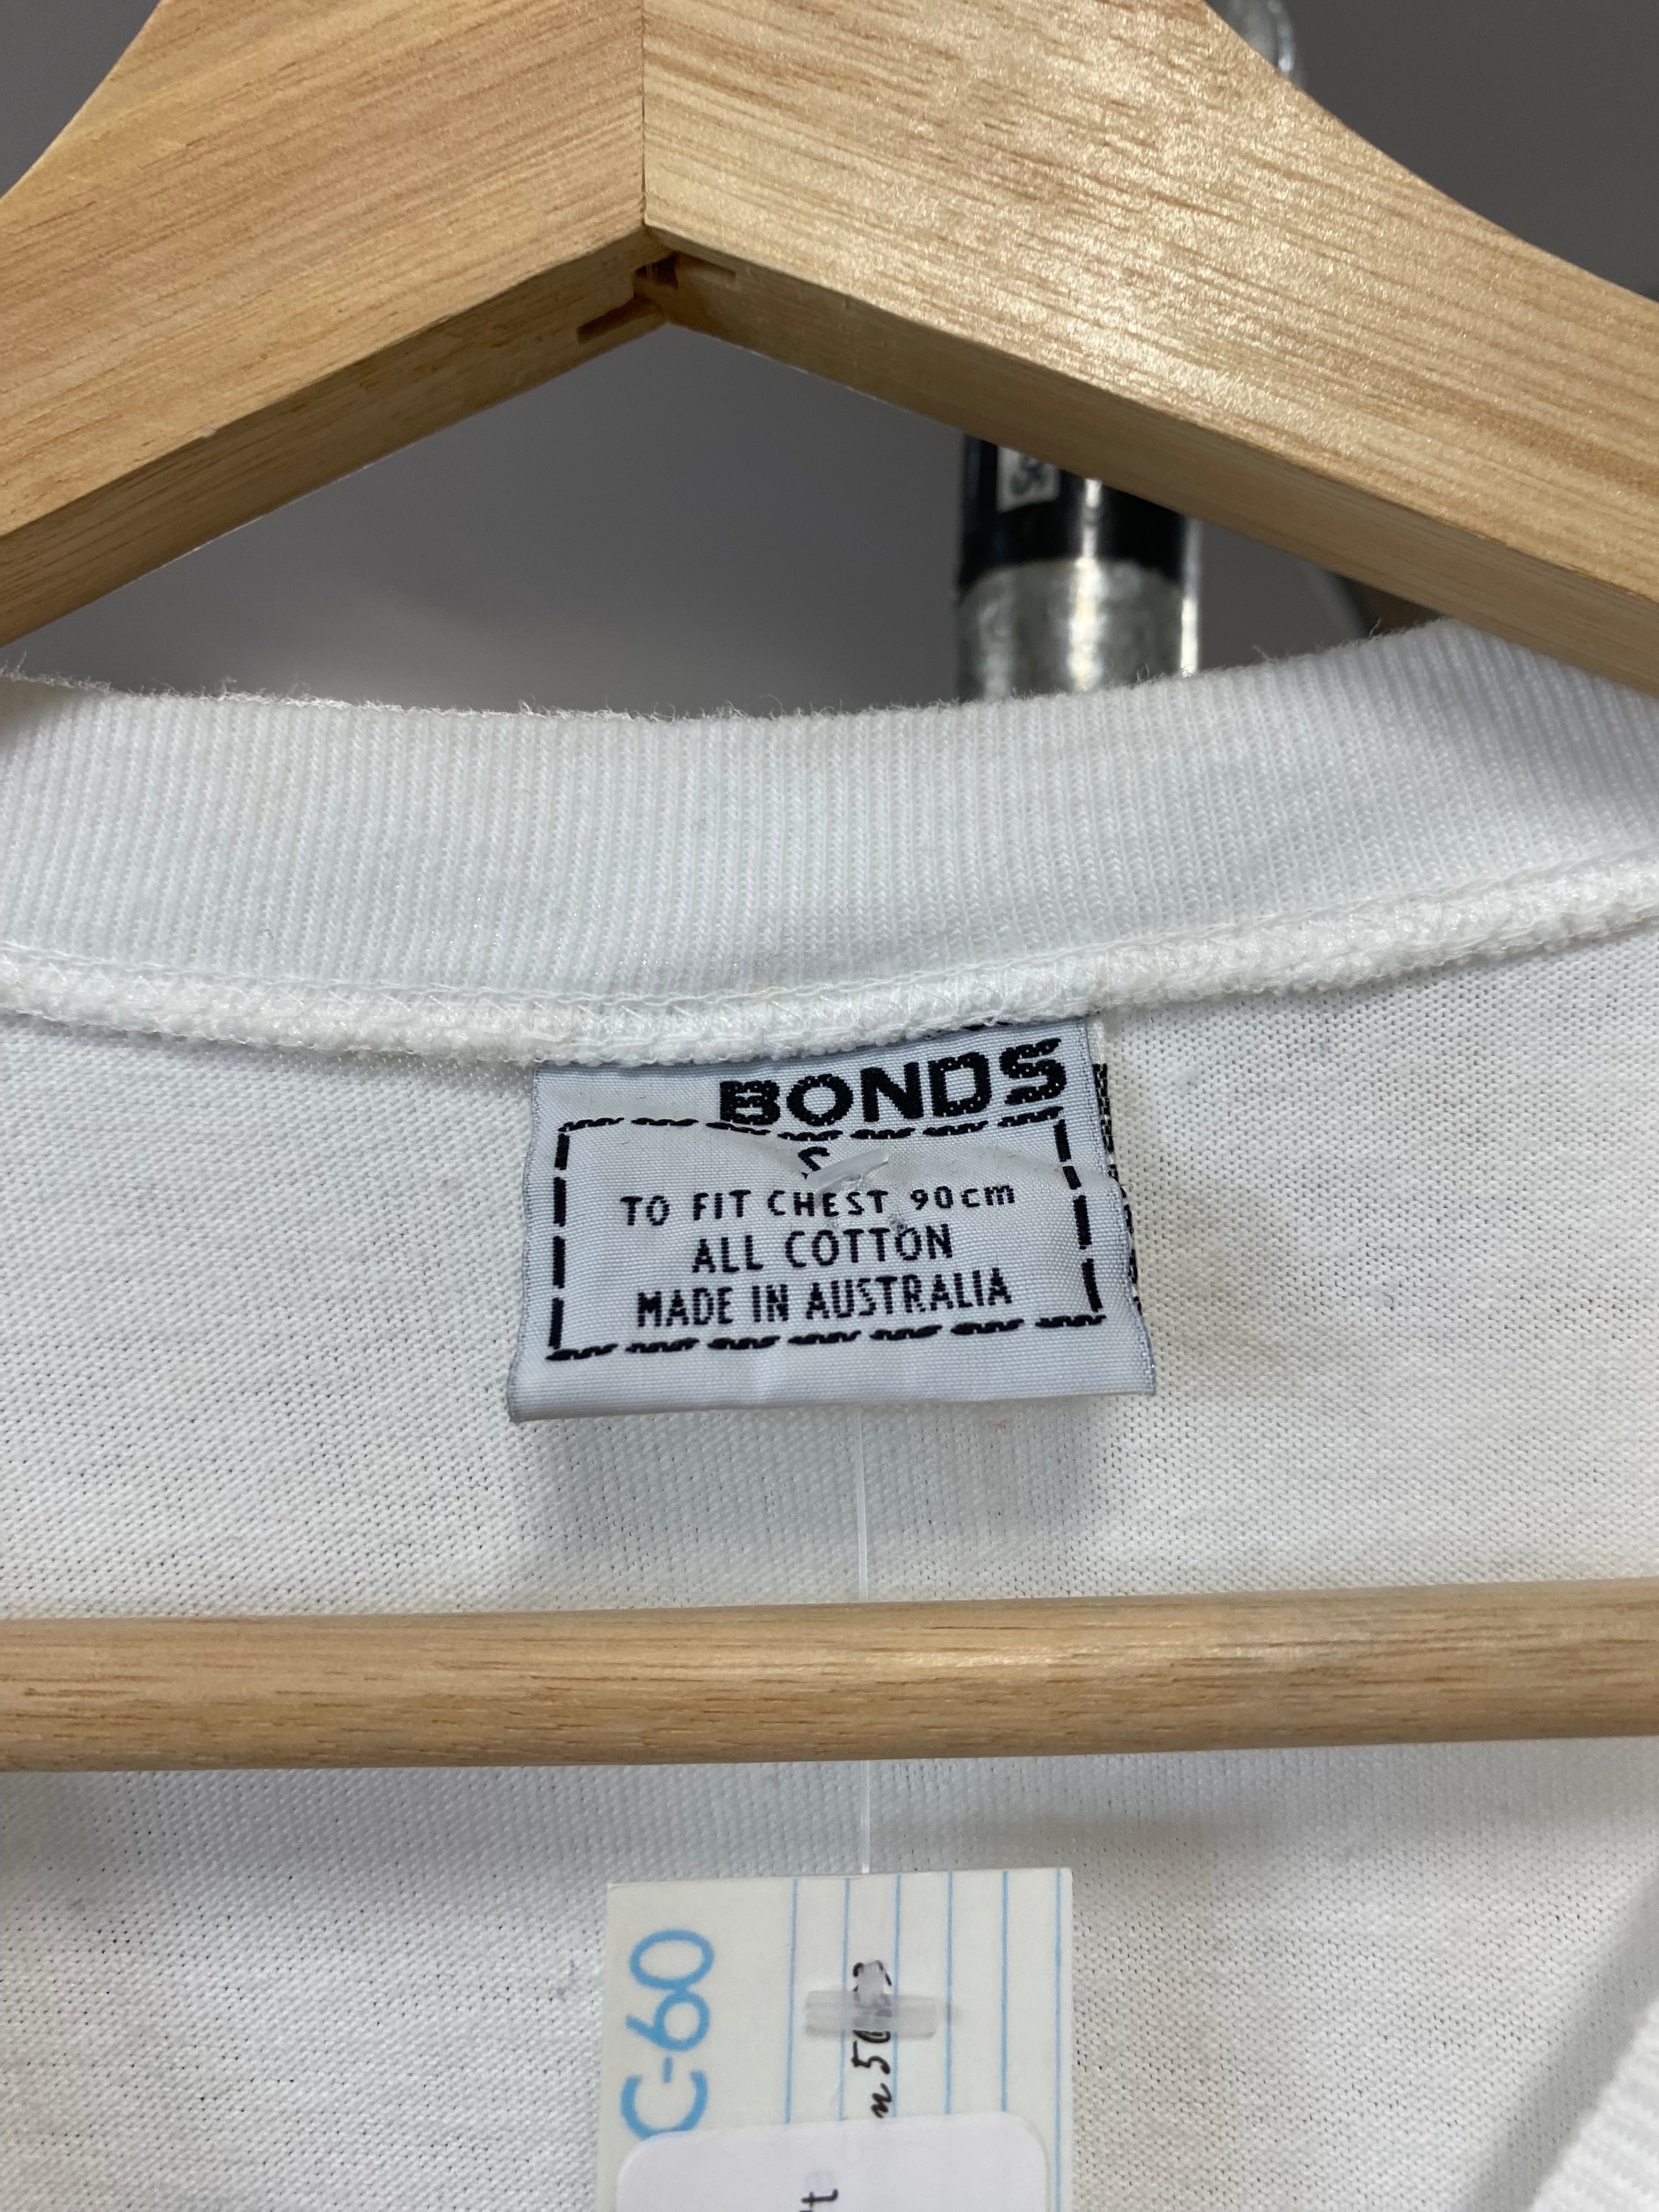 BONDS
S
TO FIT CHEST 90cm
ALL COTTON
MADE IN AUSTRALIA
C-60